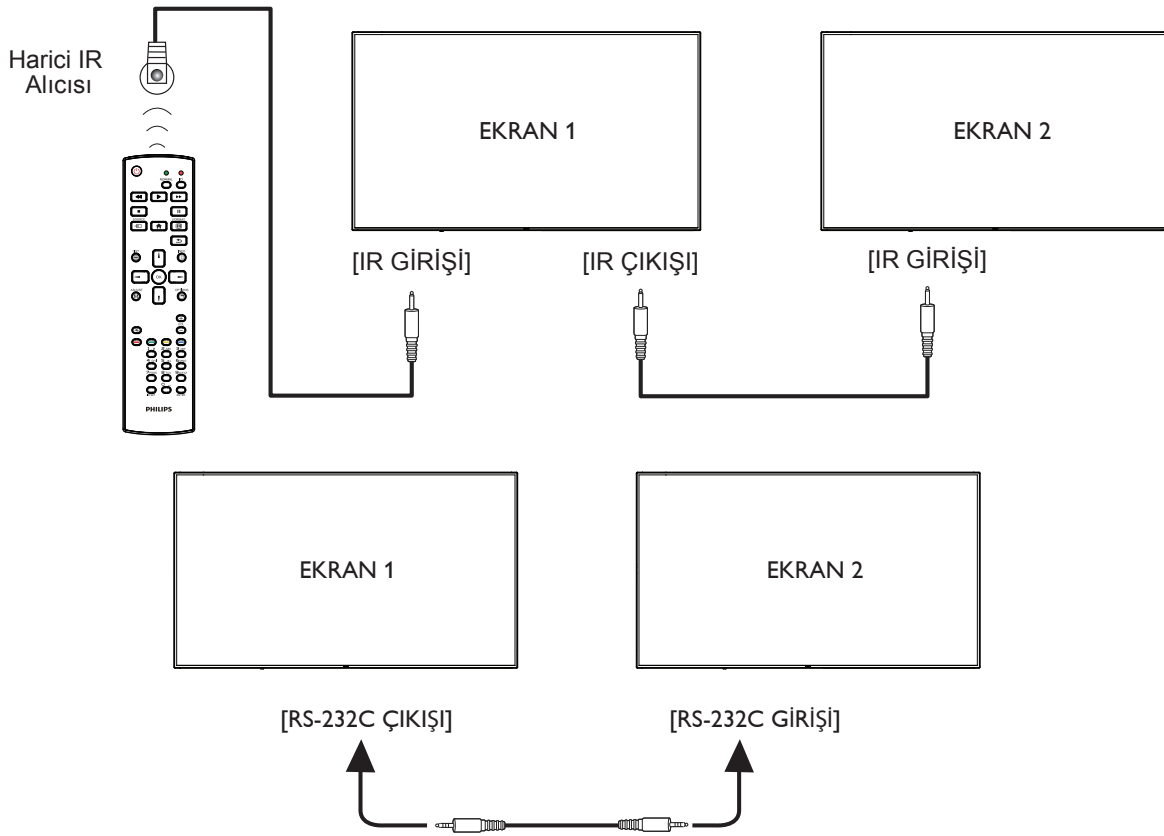 Harici IR
Alıcısı
EKRAN 1
EKRAN 2
[IR GİRİŞİ]
[IR ÇIKIŞI]
[IR GİRİŞİ]
OK
PHILIPS
EKRAN 1
EKRAN 2
[RS-232C ÇIKIŞI]
[RS-232C GİRİŞİ]